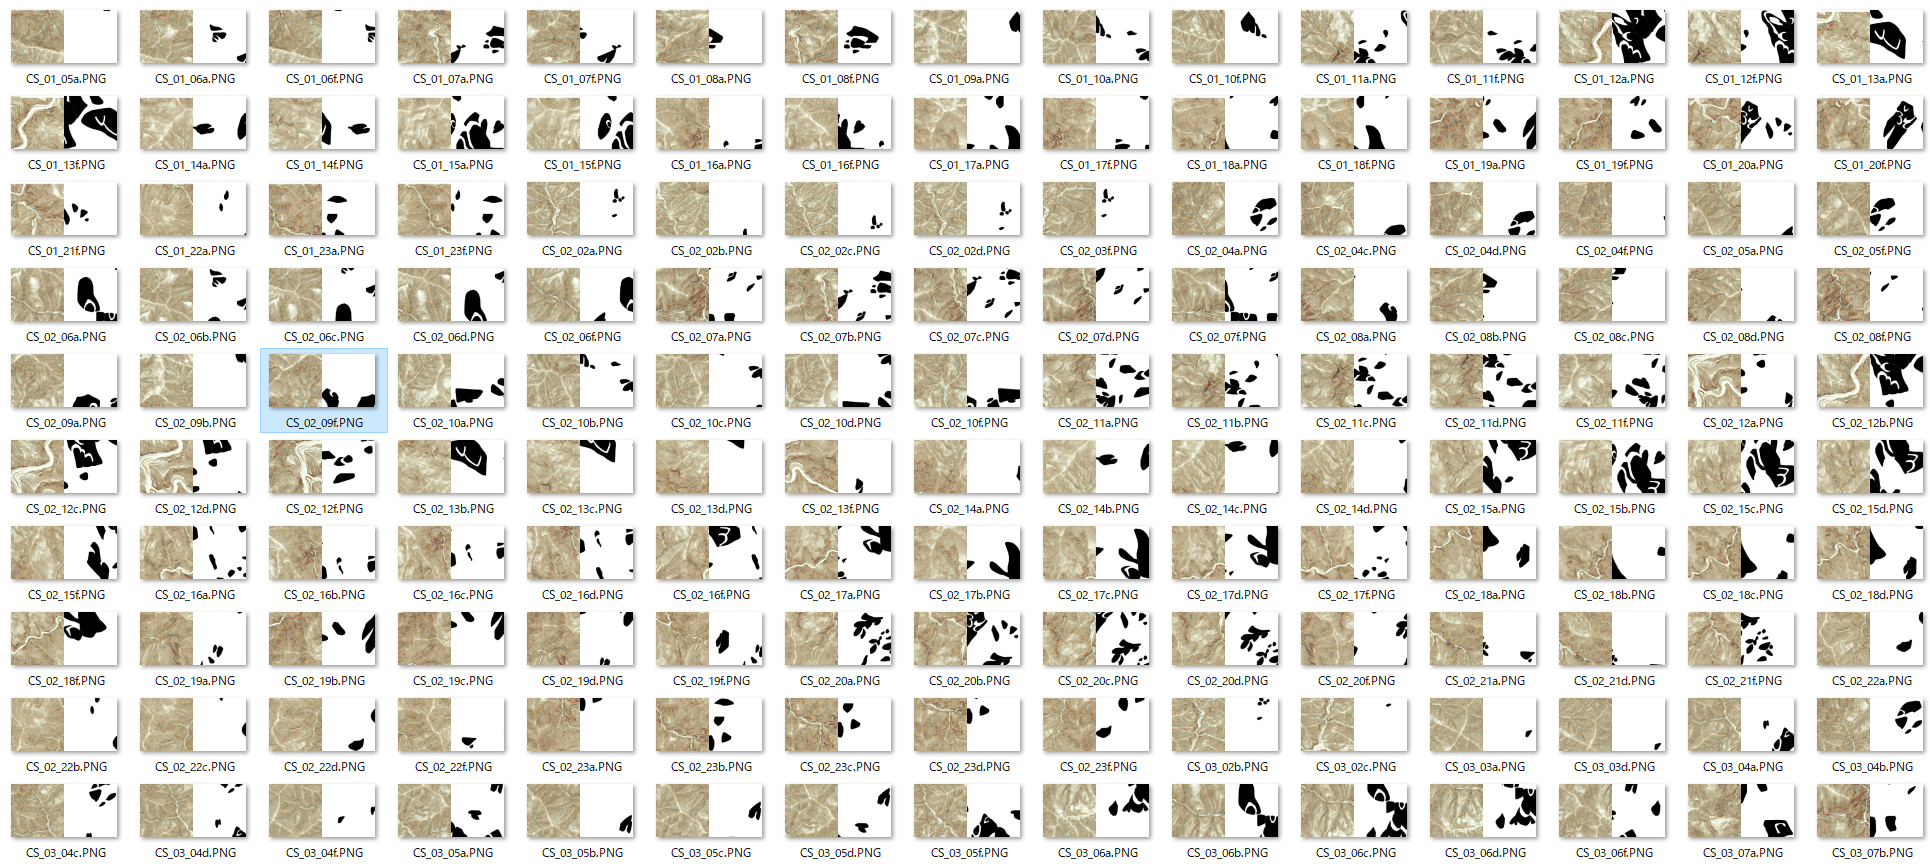 CS_01_05a.PNG CS_01_06a.PNG CS_01_06f.PNG CS_01_07a.PNG CS_01_07f.PNG CS_01_08a.PNG CS_01_08f.PNG CS_01_09a.PNG CS_01_10a.PNG CS_01_10f.PNG CS_01_11a.PNG CS_01_11f.PNG CS_01_12a.PNG CS_01_12f.PNG CS_01_13a.PNG
CS_01_13f.PNG CS_01_14a.PNG CS_01_14f.PNG CS_01_15a.PNG CS_01_15f.PNG CS_01_16a.PNG CS_01_16f.PNG CS_01_17a.PNG CS_01_17f.PNG CS_01_18a.PNG CS_01_18f.PNG CS_01_19a.PNG CS_01_19f.PNG CS_01_20a.PNG CS_01_20f.PNG
CS_01_21f.PNG CS_01_22a.PNG CS_01_23a.PNG CS_01_23f.PNG CS_02_02a.PNG CS_02_02b.PNG CS_02_02c.PNG CS_02_02d.PNG CS_02_03f.PNG CS_02_04a.PNG CS_02_04c.PNG CS_02_04d.PNG CS_02_04f.PNG CS_02_05a.PNG CS_02_05f.PNG
CS_02_06a.PNG CS_02_06b.PNG CS_02_06c.PNG CS_02_06d.PNG CS_02_06f.PNG CS_02_07a.PNG CS_02_07b.PNG CS_02_07c.PNG CS_02_07d.PNG CS_02_07f.PNG CS_02_08a.PNG CS_02_08b.PNG CS_02_08c.PNG CS_02_08d.PNG CS_02_08f.PNG
CS_02_09a.PNG CS_02_09b.PNG CS_02_09f.PNG CS_02_10a.PNG CS_02_10b.PNG CS_02_10c.PNG CS_02_10d.PNG CS_02_10f.PNG CS_02_11a.PNG CS_02_11b.PNG CS_02_11c.PNG CS_02_11d.PNG CS_02_11f.PNG CS_02_12a.PNG CS_02_12b.PNG
CS_02_12c.PNG CS_02_12d.PNG CS_02_12f.PNG CS_02_13b.PNG CS_02_13c.PNG CS_02_13d.PNG CS_02_13f.PNG CS_02_14a.PNG CS_02_14b.PNG CS_02_14c.PNG CS_02_14d.PNG CS_02_15a.PNG CS_02_15b.PNG CS_02_15c.PNG CS_02_15d.PNG
CS_02_15f.PNG CS_02_16a.PNG CS_02_16b.PNG CS_02_16c.PNG CS_02_16d.PNG CS_02_16f.PNG CS_02_17a.PNG CS_02_17b.PNG CS_02_17c.PNG CS_02_17d.PNG CS_02_17f.PNG CS_02_18a.PNG CS_02_18b.PNG CS_02_18c.PNG CS_02_18d.PNG
CS_02_18f.PNG CS_02_19a.PNG CS_02_19b.PNG CS_02_19c.PNG CS_02_19d.PNG CS_02_19f.PNG CS_02_20a.PNG CS_02_20b.PNG CS_02_20c.PNG CS_02_20d.PNG CS_02_20f.PNG CS_02_21a.PNG CS_02_21d.PNG CS_02_21f.PNG CS_02_22a.PNG
CS_02_22b.PNG CS_02_22c.PNG CS_02_22d.PNG CS_02_22f.PNG CS_02_23a.PNG CS_02_23b.PNG CS_02_23c.PNG CS_02_23d.PNG CS_02_23f.PNG CS_03_02b.PNG CS_03_02c.PNG CS_03_03a.PNG CS_03_03d.PNG CS_03_04a.PNG CS_03_04b.PNG
CS_03_04c.PNG CS_03_04d.PNG CS_03_04f.PNG CS_03_05a.PNG CS_03_05b.PNG CS_03_05c.PNG CS_03_05d.PNG CS_03_05f.PNG CS_03_06a.PNG CS_03_06b.PNG CS_03_06c.PNG CS_03_06d.PNG CS_03_06f.PNG CS_03_07a.PNG CS_03_07b.PNG